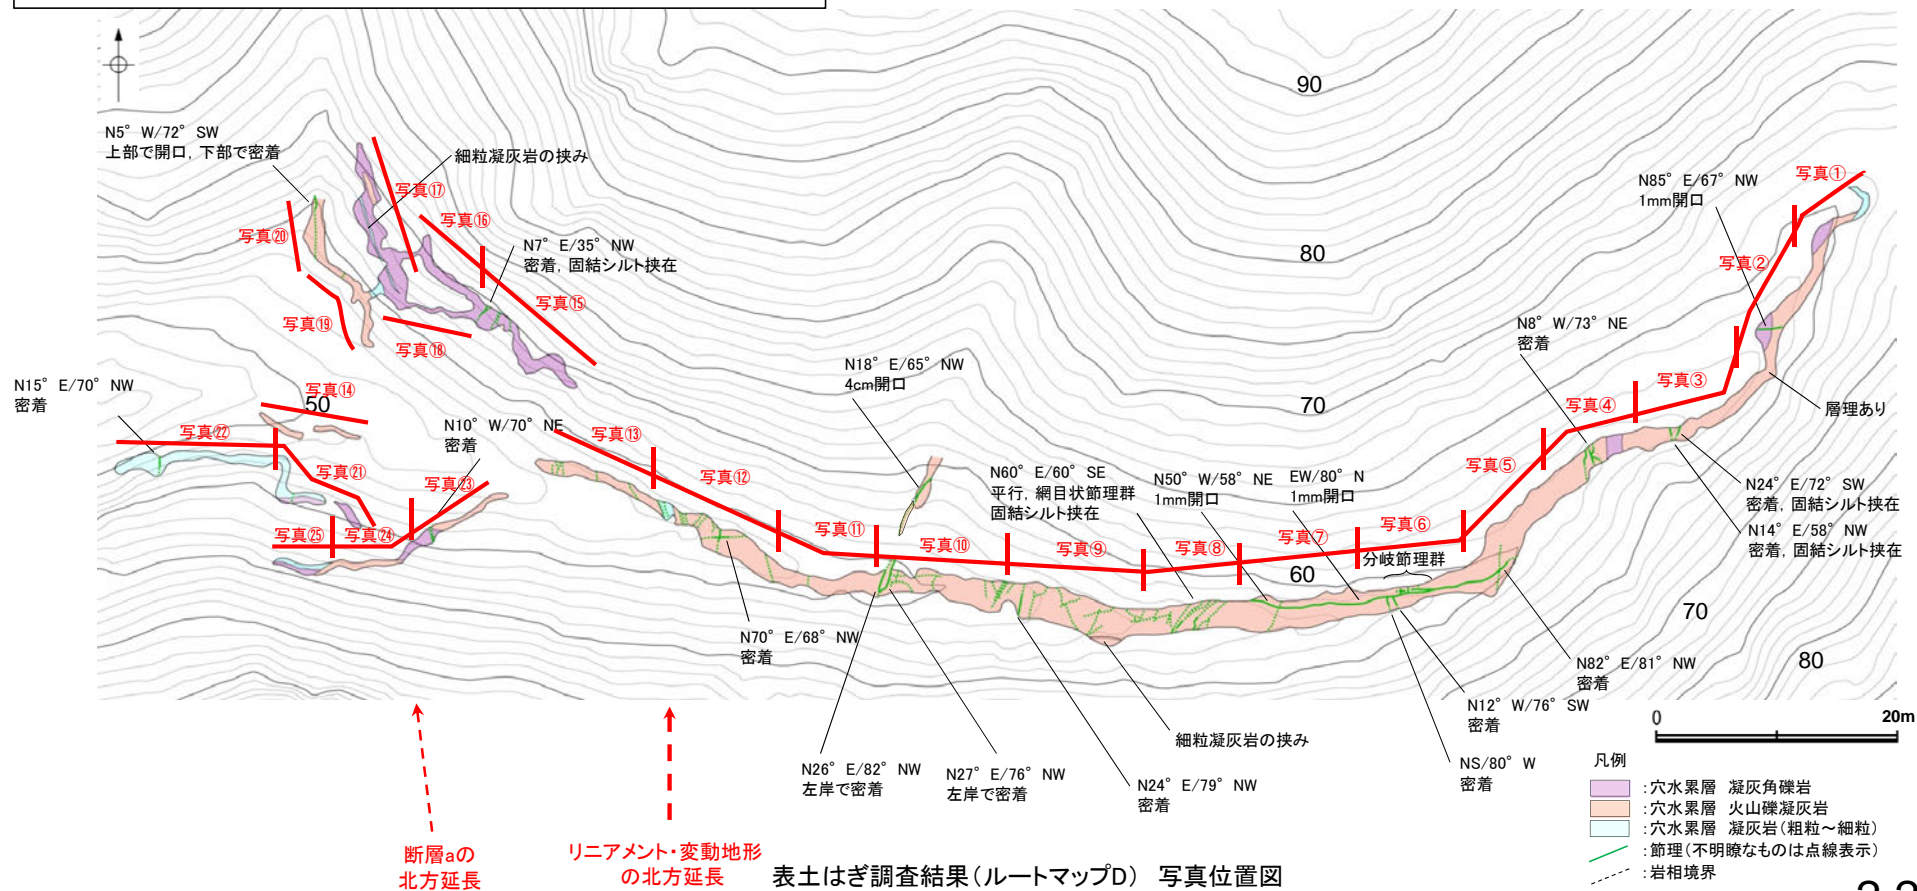 90
N5° W/72° SW
上部で開口, 下部で密着
細粒凝灰岩の挟み
写真①
写真⑰
N85° E/67° NW
1mm開口
写真⑯
写真⑳
N7° E/35° NW
密着, 固結シルト挟在
80
写真②
写真⑮
写真⑲
写真⑱
N8° W/73° NE
密着
N18° E/65° NW
4cm開口
N15° E/70° NW
密着
写真⑭
50
写真③
写真④
70
層理あり
N10° W/70° NE
密着
写真㉒
写真⑬
写真㉑
写真⑫
写真㉓
N60° E/60° SE
平行, 網目状節理群
固結シルト挟在
N50° W/58° NE
1mm開口
EW/80° N
1mm開口
写真⑤
N24° E/72° SW
密着, 固結シルト挟在
N14° E/58° NW
密着, 固結シルト挟在
写真㉕
写真㉔
写真⑪
写真⑩
写真⑨
写真⑧
写真⑦
写真⑥
分岐節理群
60
70
N70° E/68° NW
密着
80
N82° E/81° NW
密着
N12° W/76° SW
密着
細粒凝灰岩の挟み
NS/80° W
密着
N26° E/82° NW
左岸で密着
N27° E/76° NW
左岸で密着
N24° E/79° NW
密着
0
20m
凡例
:穴水累層 凝灰角礫岩
:穴水累層 火山礫凝灰岩
:穴水累層 凝灰岩(粗粒～細粒)
:節理(不明瞭なものは点線表示)
:岩相境界
断層aの
北方延長
リニアメント・変動地形
の北方延長
表土はぎ調査結果(ルートマップD) 写真位置図